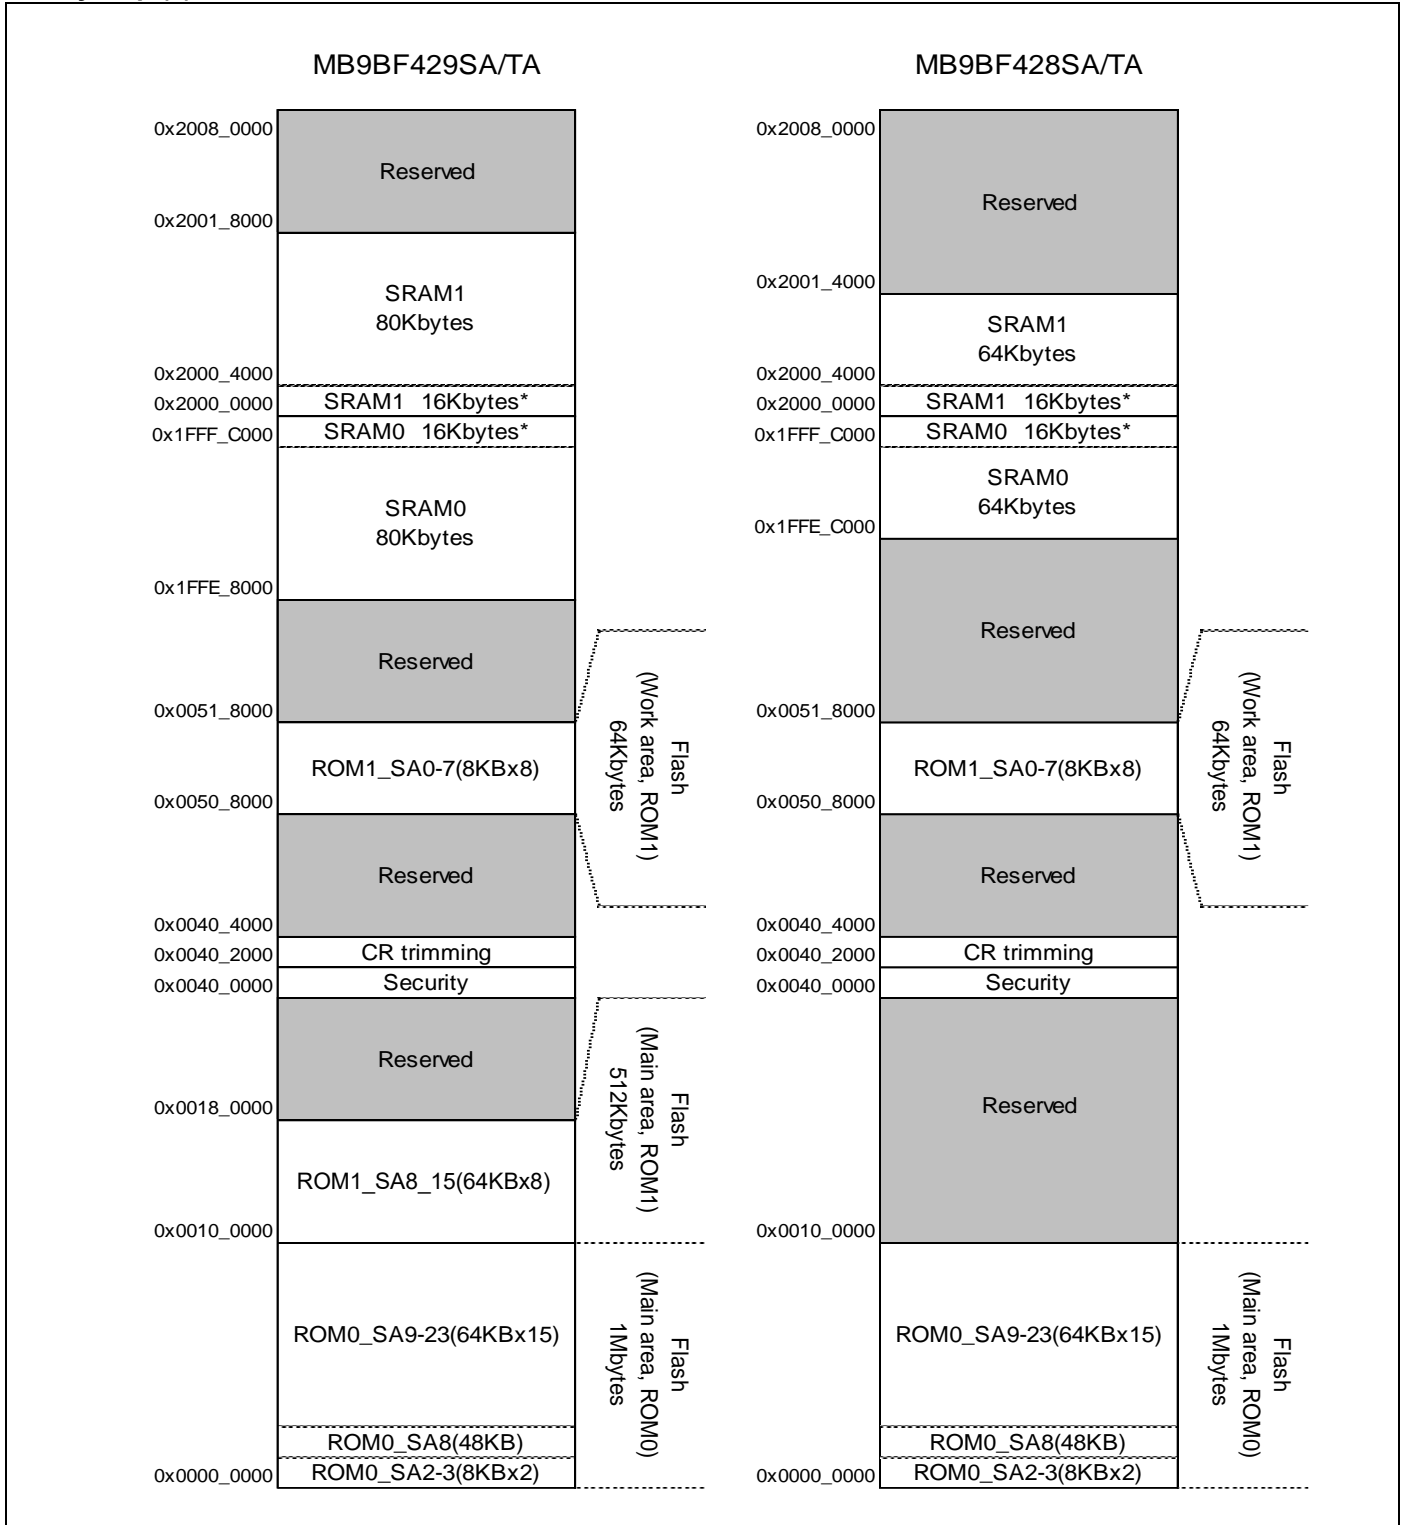 MB9BF429SA/TA
0x2008_0000
Reserved
0x2001_8000
SRAM1
80Kbytes
0x2000_4000
SRAM1 16Kbytes*
0x2000_0000
SRAM0 16Kbytes*
0x1FFF_C000
SRAM0
80Kbytes
0x1FFE_8000
Reserved
0x0051_8000
ROM1_SA0-7(8KBx8)
0x0050_8000
Flash
(Work area, ROM1)
64Kbytes
Reserved
0x0040_4000
CR trimming
0x0040_2000
Security
0x0040_0000
Reserved
0x0018_0000
ROM1_SA8_15(64KBx8)
0x0010_0000
Flash
(Main area, ROM1)
512Kbytes
ROM0_SA9-23(64KBx15)
ROM0_SA8(48KB)
ROM0_SA2-3(8KBx2)
0x0000_0000
Flash
(Main area, ROM0)
1Mbytes
MB9BF428SA/TA
0x2008_0000
Reserved
0x2001_4000
SRAM1
64Kbytes
0x2000_4000
SRAM1 16Kbytes*
0x2000_0000
SRAM0 16Kbytes*
0x1FFF_C000
SRAM0
64Kbytes
0x1FFE_C000
Reserved
0x0051_8000
ROM1_SA0-7(8KBx8)
0x0050_8000
Flash
(Work area, ROM1)
64Kbytes
Reserved
0x0040_4000
CR trimming
0x0040_2000
Security
0x0040_0000
Reserved
0x0010_0000
ROM0_SA9-23(64KBx15)
ROM0_SA8(48KB)
ROM0_SA2-3(8KBx2)
0x0000_0000
Flash
(Main area, ROM0)
1Mbytes